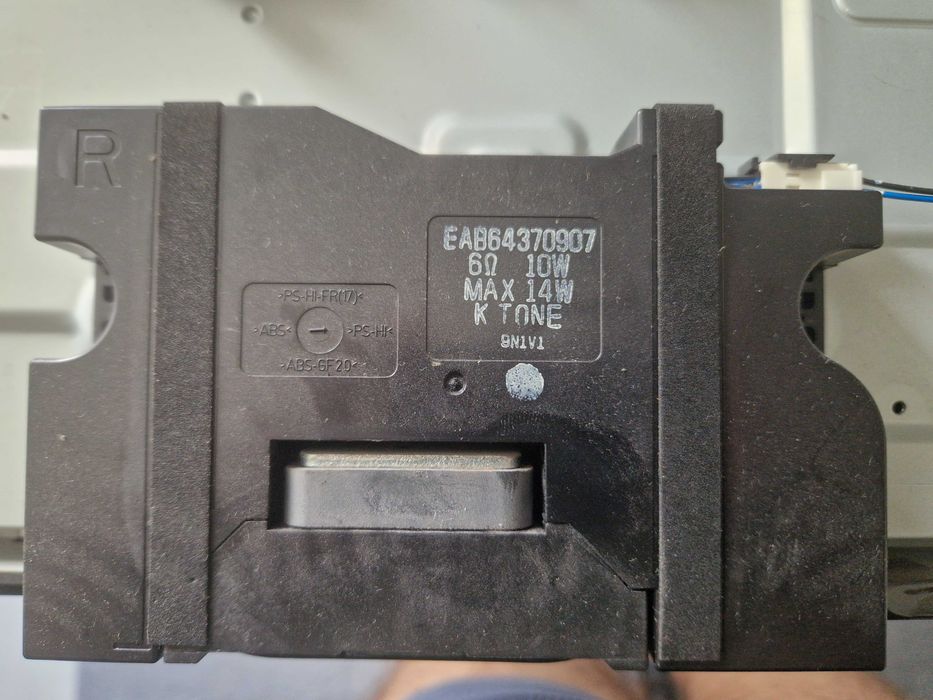 R
EAB64370907
6Ω 10W
MAX 14W
K TONE
9N1V1
>PS-HI-FR(17)<
>ABS< >PS-HI<
>ABS-GF20<